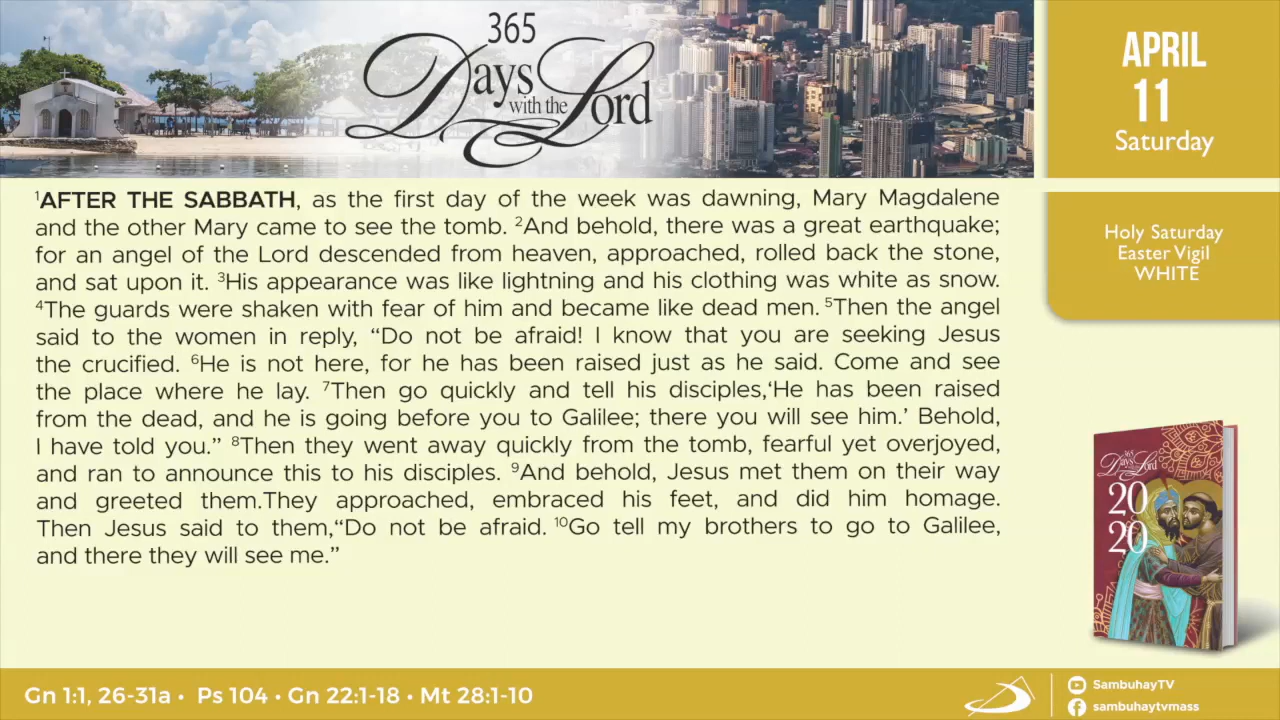 365
Days
with the
Lord
APRIL
11
Saturday
Holy Saturday
Easter Vigil
WHITE
¹AFTER THE SABBATH, as the first day of the week was dawning, Mary Magdalene
and the other Mary came to see the tomb. ²And behold, there was a great earthquake;
for an angel of the Lord descended from heaven, approached, rolled back the stone,
and sat upon it. ³His appearance was like lightning and his clothing was white as snow.
⁴The guards were shaken with fear of him and became like dead men. ⁵Then the angel
said to the women in reply, “Do not be afraid! I know that you are seeking Jesus
the crucified. ⁶He is not here, for he has been raised just as he said. Come and see
the place where he lay. ⁷Then go quickly and tell his disciples,‘He has been raised
from the dead, and he is going before you to Galilee; there you will see him.’ Behold,
I have told you.” ⁸Then they went away quickly from the tomb, fearful yet overjoyed,
and ran to announce this to his disciples. ⁹And behold, Jesus met them on their way
and greeted them.They approached, embraced his feet, and did him homage.
Then Jesus said to them,“Do not be afraid. ¹⁰Go tell my brothers to go to Galilee,
and there they will see me.”
365
Days
with the
Lord
20
20
Gn 1:1, 26-31a • Ps 104 • Gn 22:1-18 • Mt 28:1-10
SambuhayTV
sambuhaytvmass